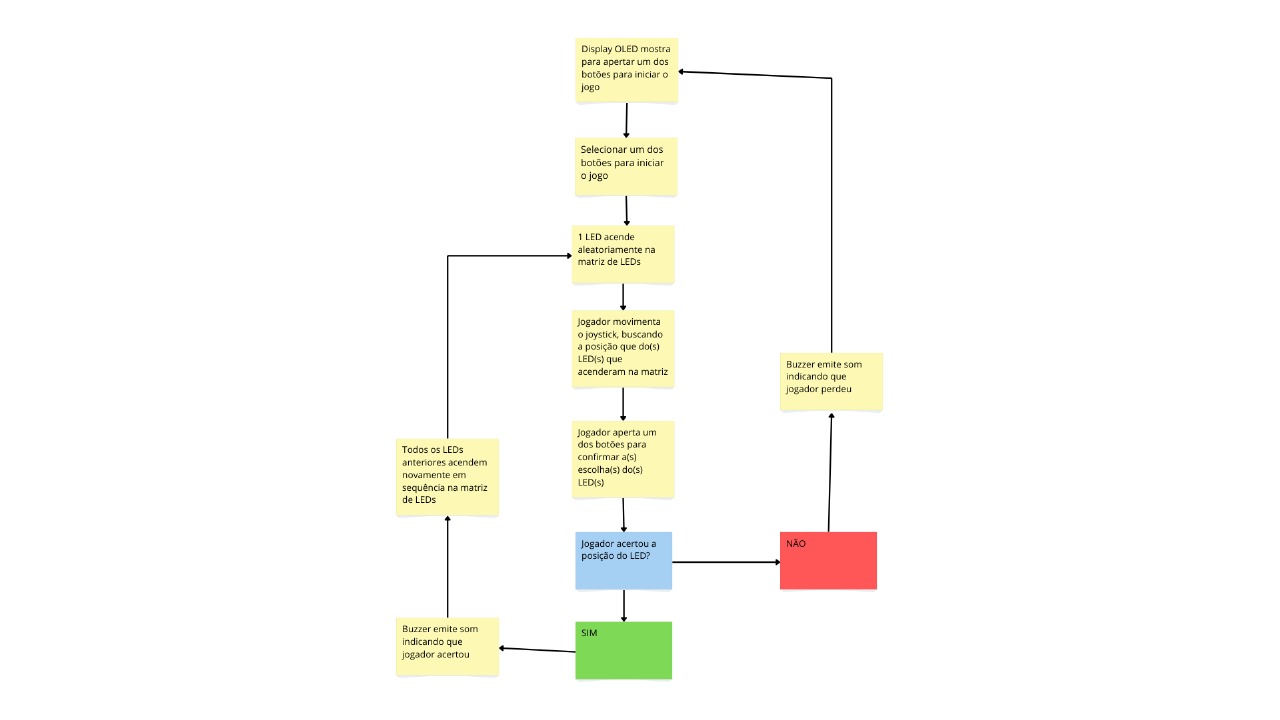 Display OLED mostra
para apertar um dos
botões para iniciar o
jogo
Selecionar um dos
botões para iniciar
o jogo
1 LED acende
aleatoriamente na
matriz de LEDs
Jogador movimenta
o joystick, buscando
a posição que do(s)
LED(s) que
acenderam na matriz
Buzzer emite som
indicando que
jogador perdeu
Jogador aperta um
dos botões para
confirmar a(s)
escolha(s) do(s)
LED(s)
Todos os LEDs
anteriores acendem
novamente em
sequência na matriz
de LEDs
Jogador acertou a
posição do LED?
NÃO
Buzzer emite som
indicando que
jogador acertou
SIM